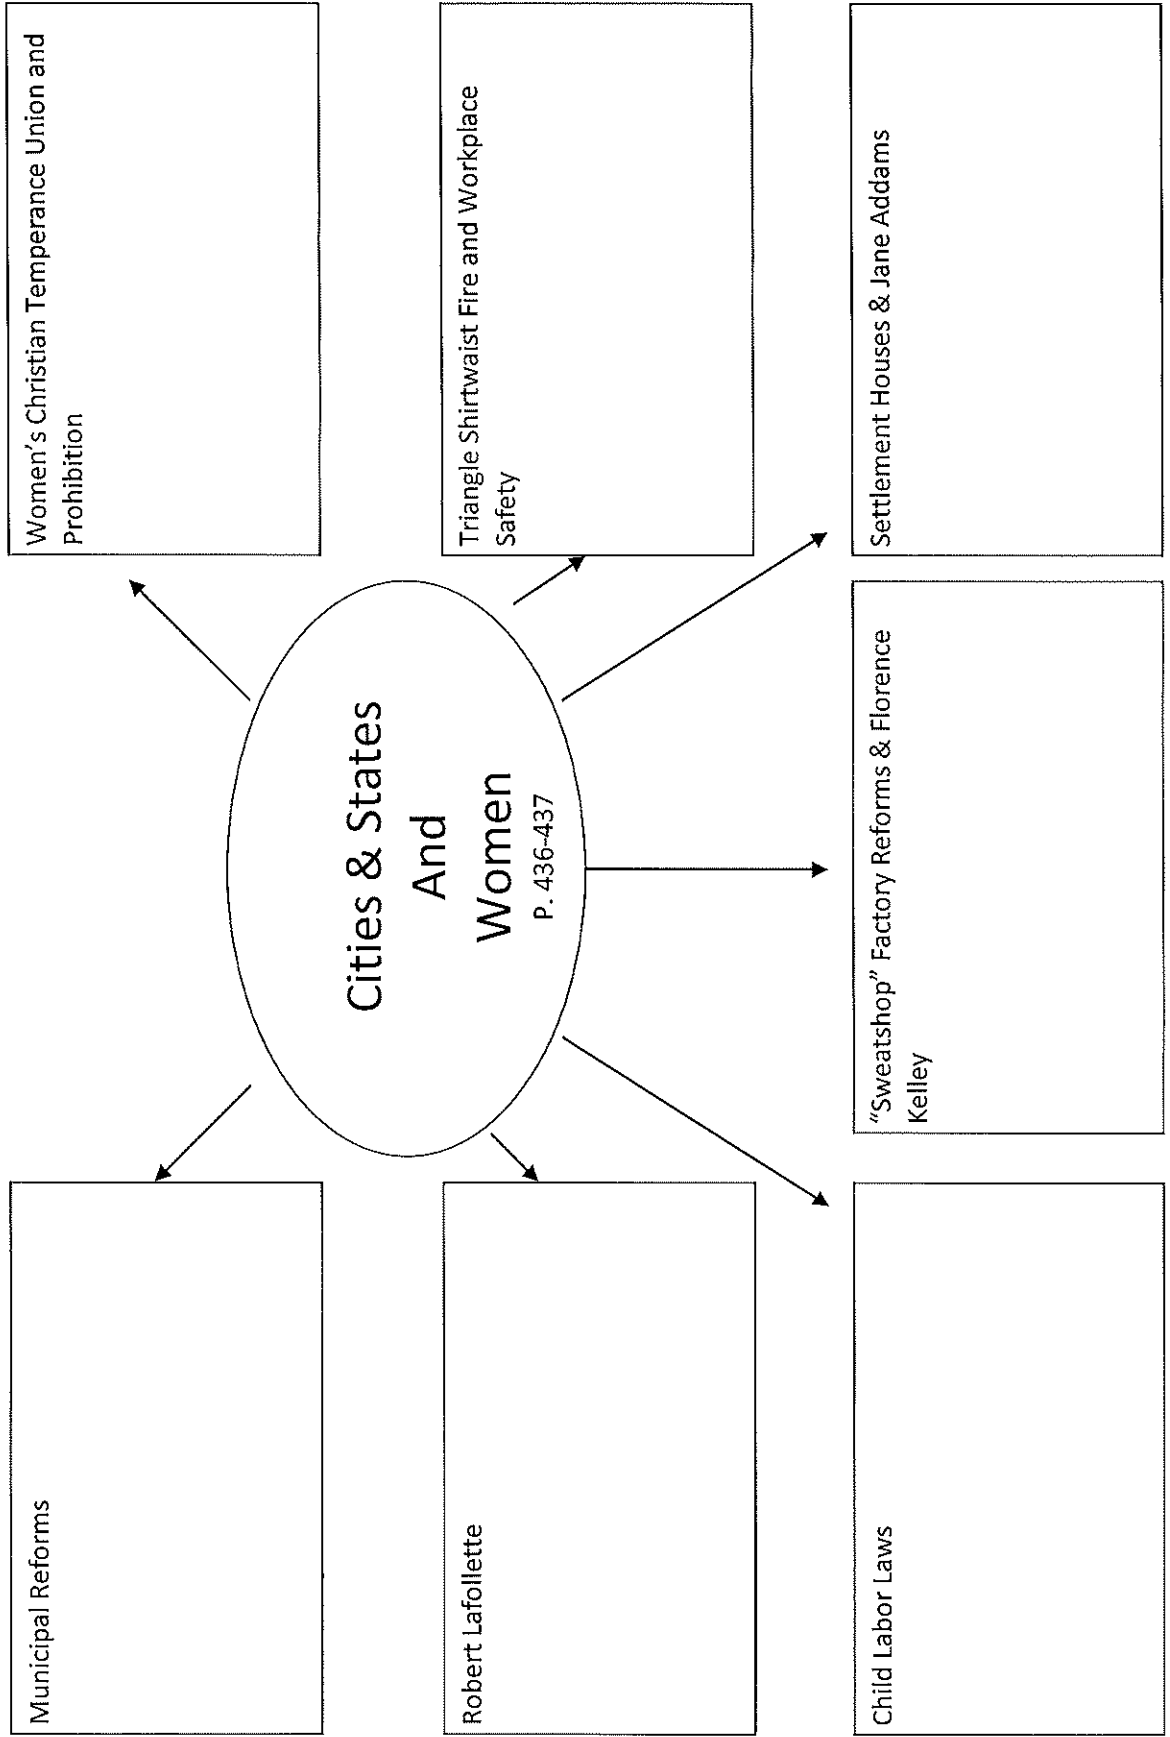 Municipal Reforms
Women's Christian Temperance Union and
Prohibition
Cities & States
And
Women
P. 436-437
Robert Lafollette
Triangle Shirtwaist Fire and Workplace
Safety
Child Labor Laws
"Sweatshop" Factory Reforms & Florence
Kelley
Settlement Houses & Jane Addams